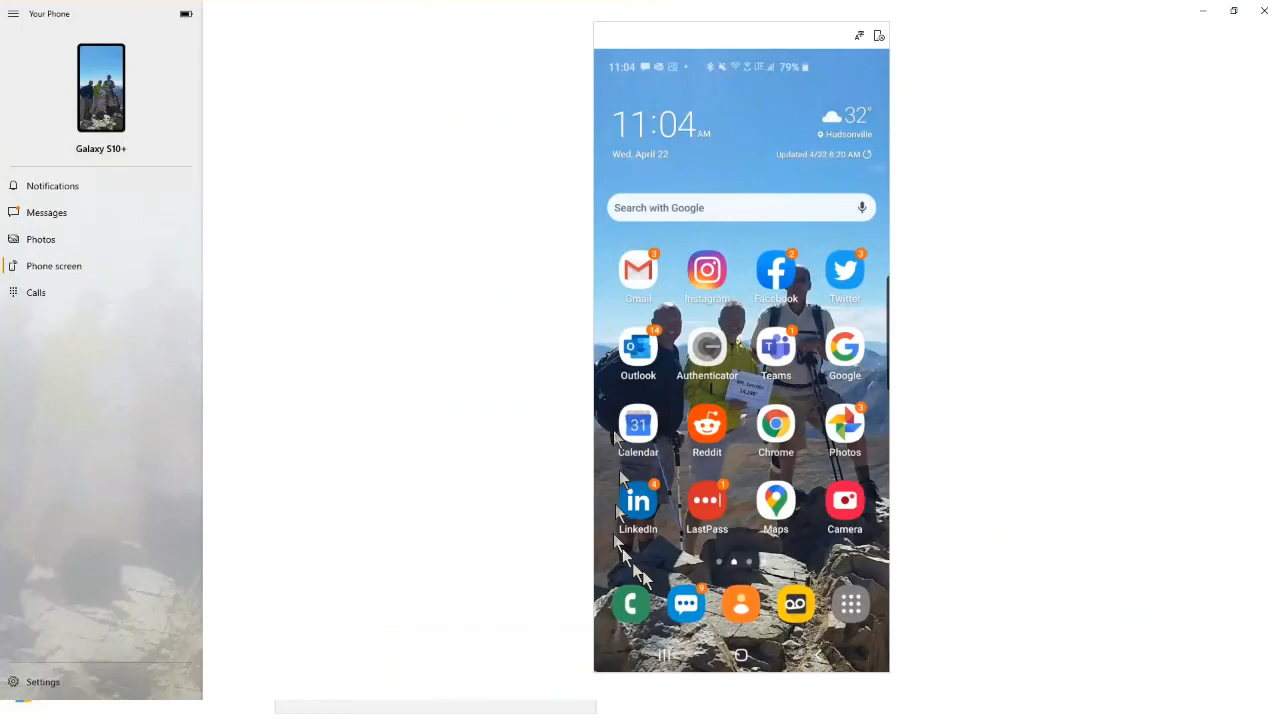 Your Phone
Galaxy S10+
Notifications
Messages
Photos
Phone screen
Calls
Settings
11:04
LTE
79%
11:04 AM
32°
Hudsonville
Wed, April 22
Updated 4/22 8:20 AM
Search with Google
3
2
3
Gmail
Instagram
Facebook
Twitter
14
1
Outlook
Authenticator
Teams
Google
31
3
Calendar
Reddit
Chrome
Photos
4
1
in
LinkedIn
LastPass
Maps
Camera
9